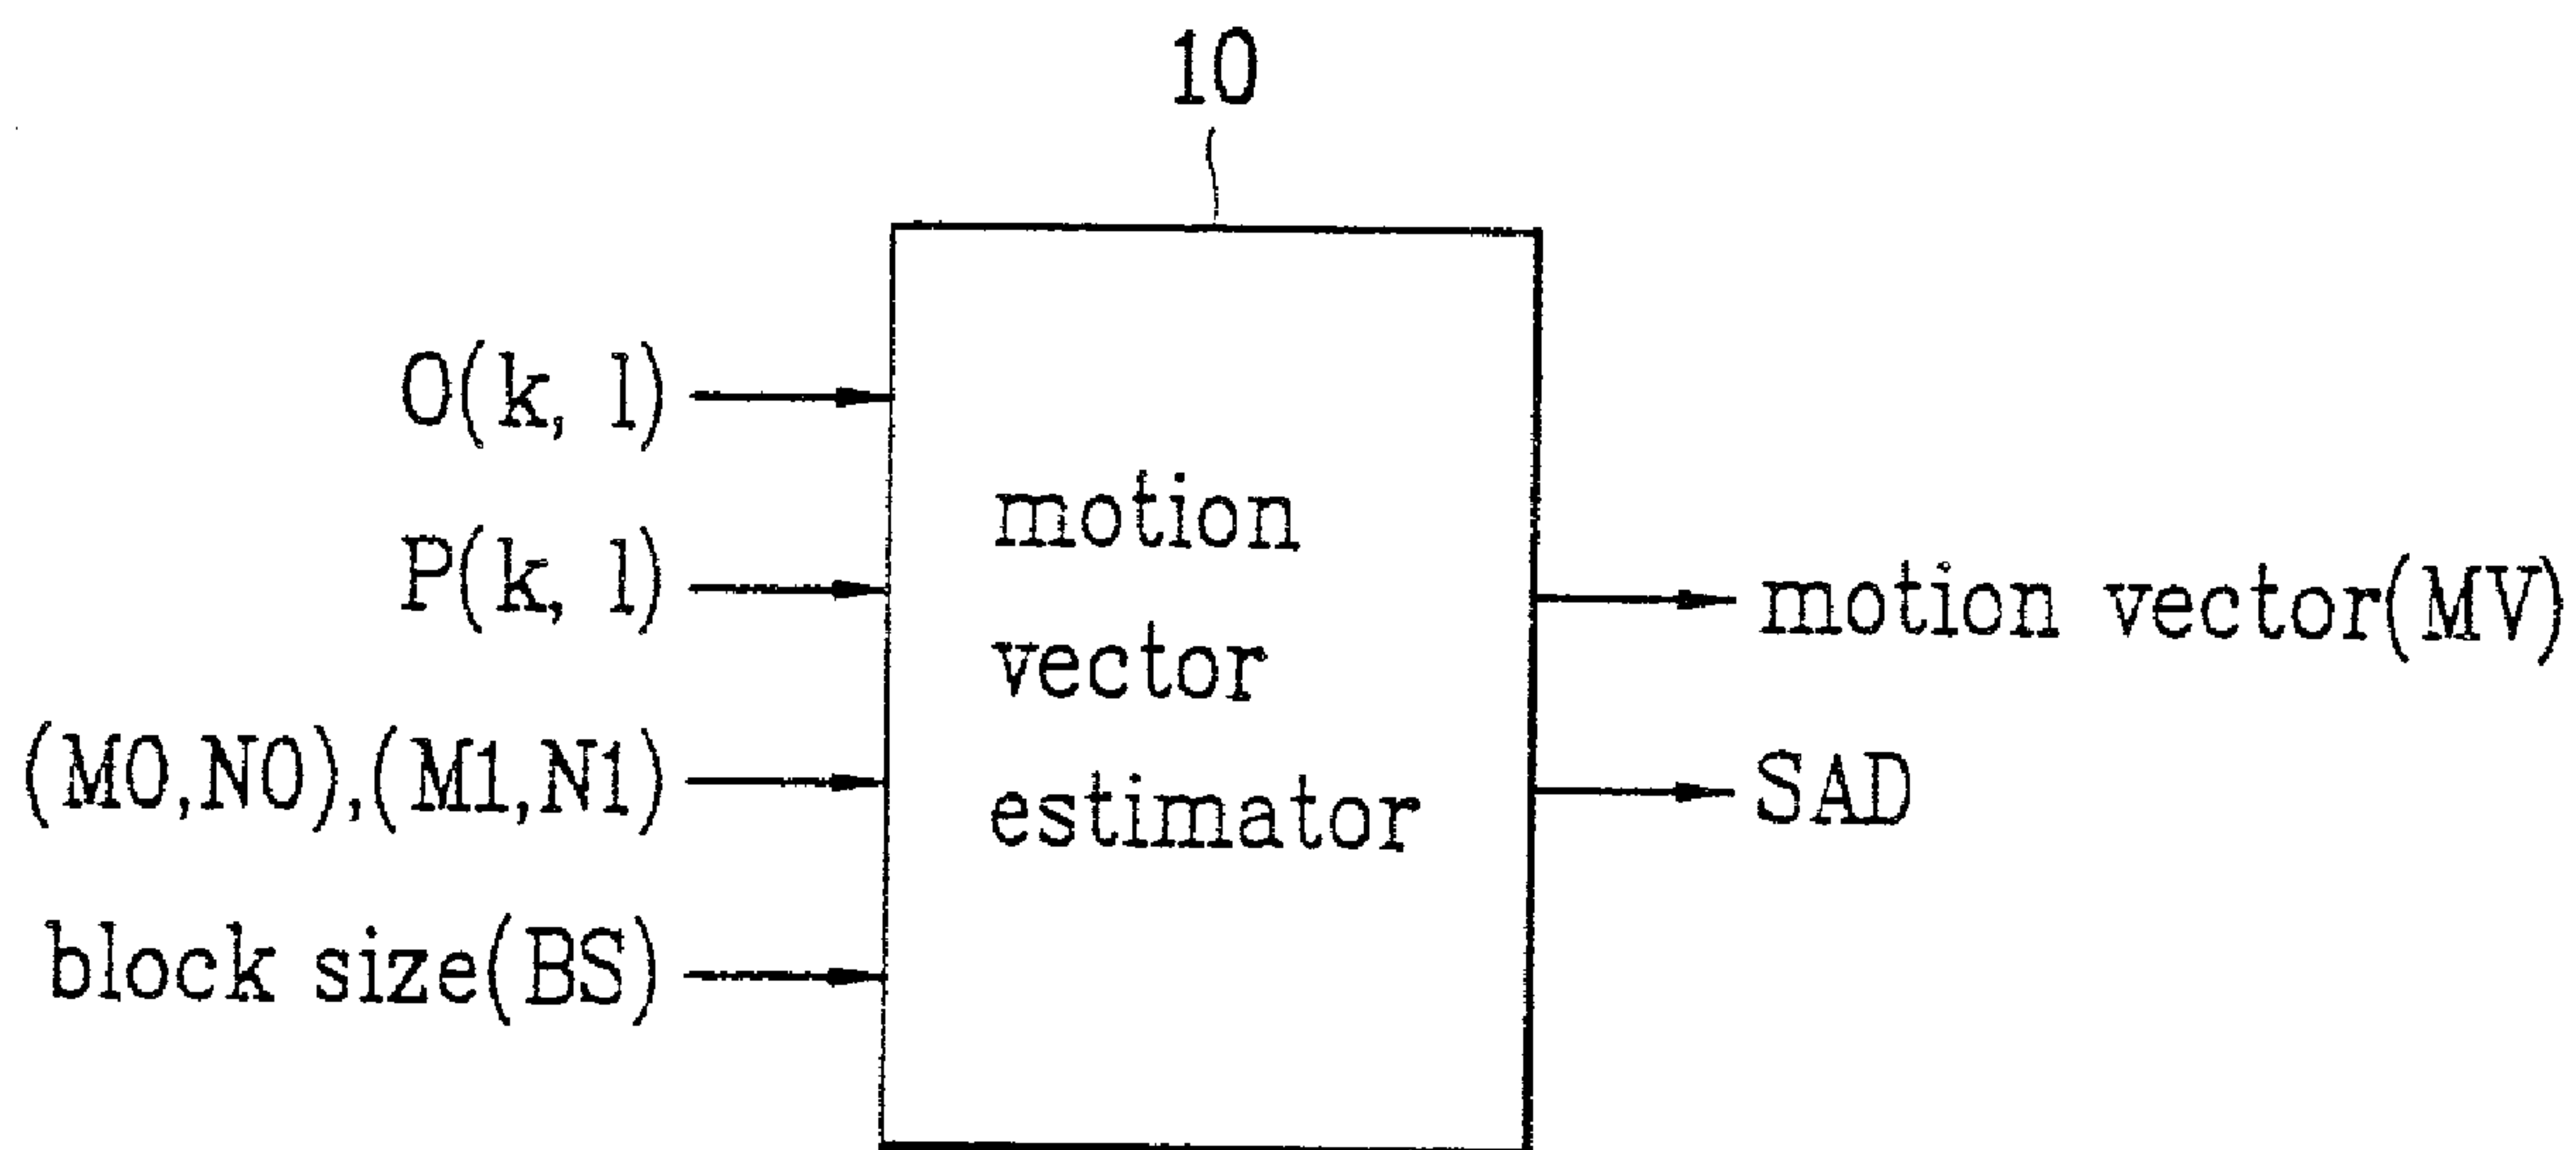 10
O(k, l)
P(k, l)
(M0,N0),(M1,N1)
block size(BS)
motion
vector
estimator
motion vector(MV)
SAD